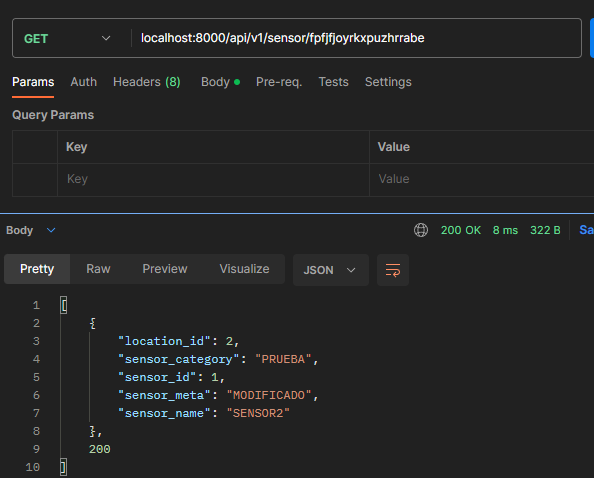 GET localhost:8000/api/v1/sensor/fpfjfjoyrkxpuzhrrabe
Params Auth Headers (8) Body Pre-req. Tests Settings
Query Params
Key Value
Key Value
Body 200 OK 8 ms 322 B Sa
Pretty Raw Preview Visualize JSON
1 [
2 {
3 "location_id": 2,
4 "sensor_category": "PRUEBA",
5 "sensor_id": 1,
6 "sensor_meta": "MODIFICADO",
7 "sensor_name": "SENSOR2"
8 },
9 200
10 ]